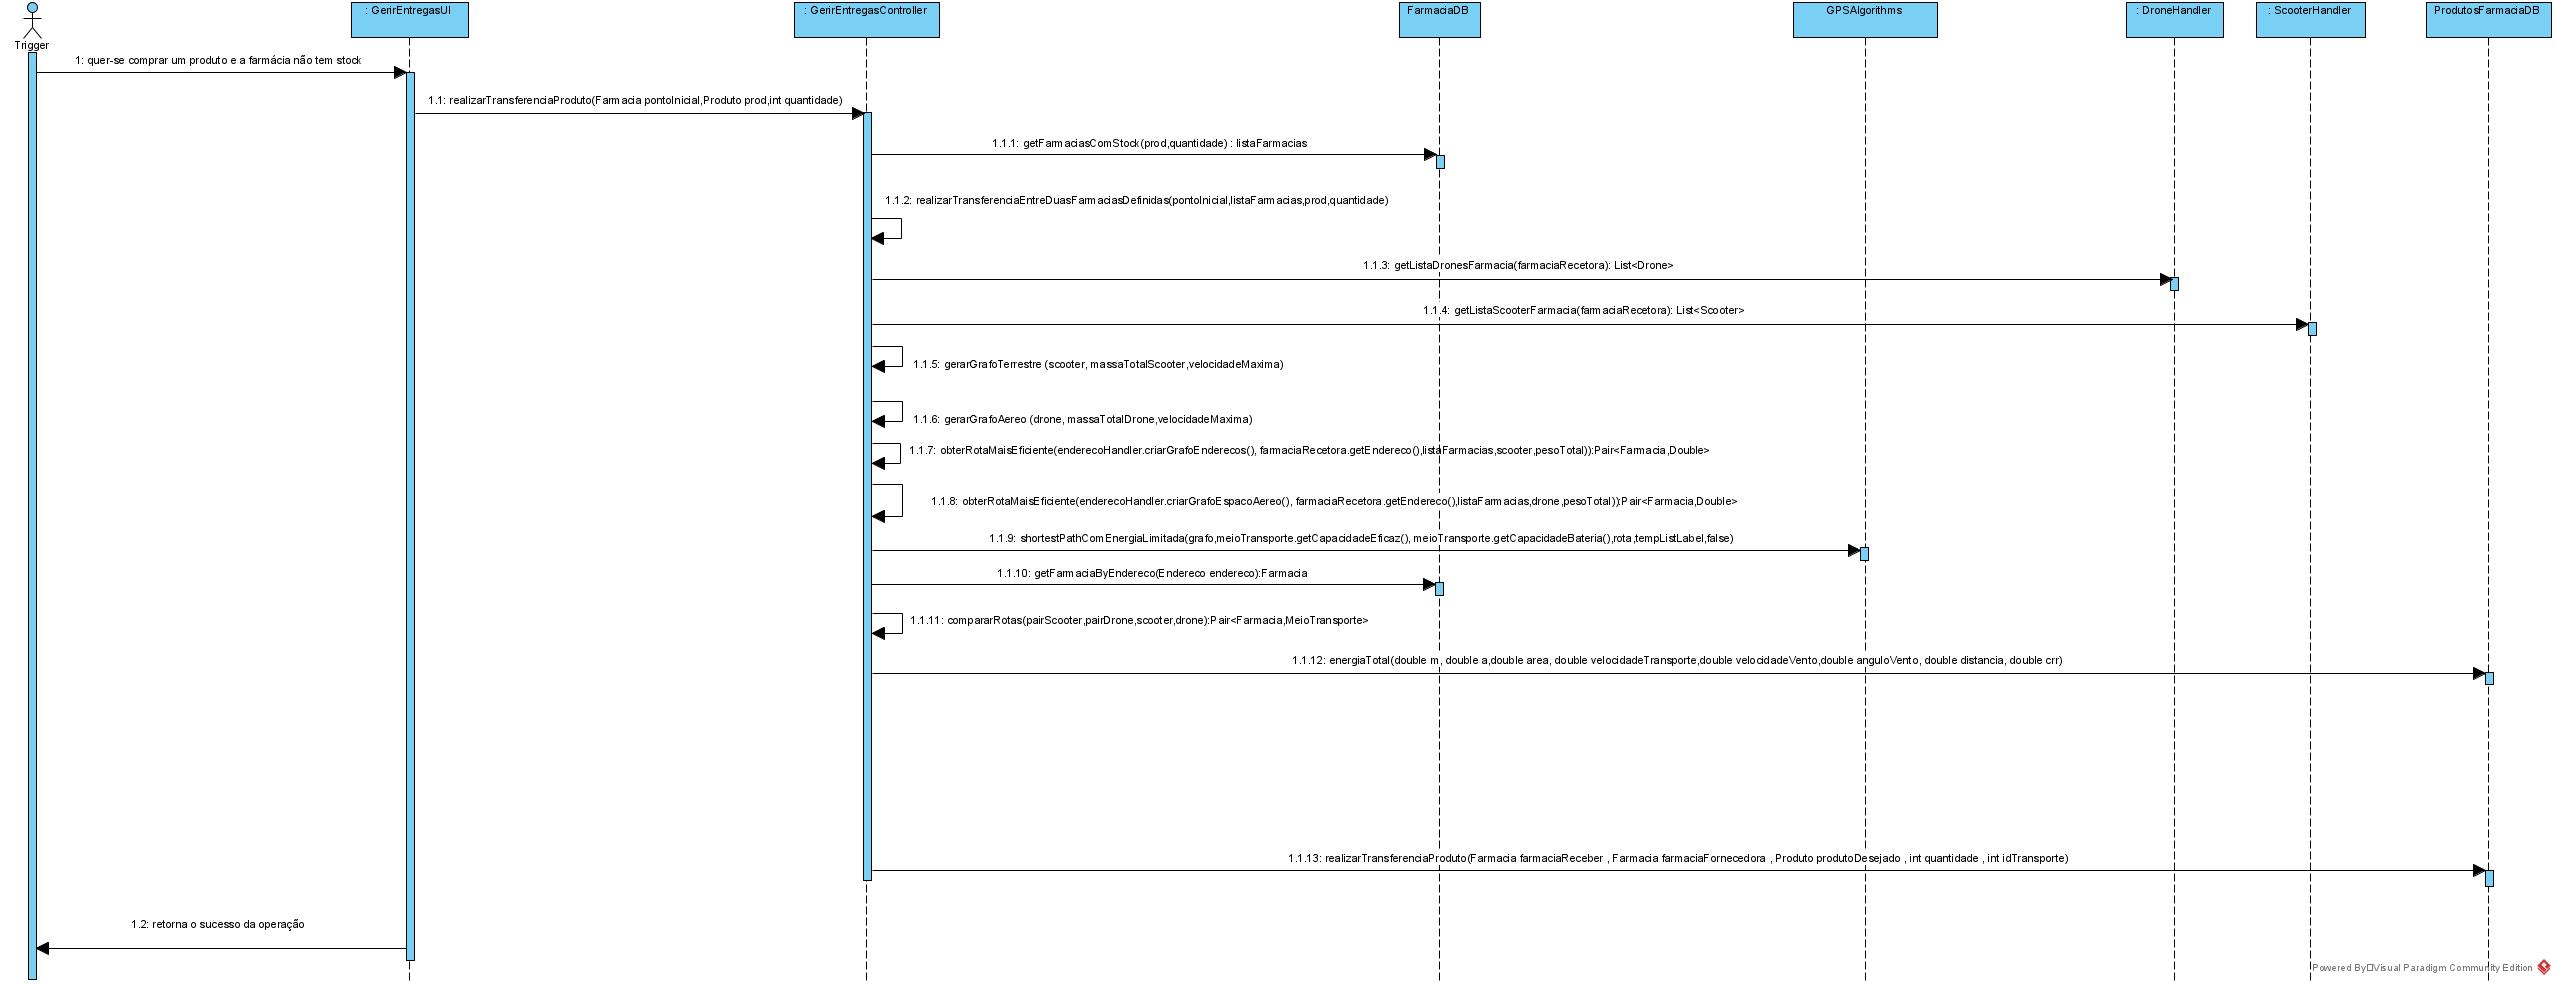 : GerirEntregasUI
: GerirEntregasController
FarmaciaDB
GPSAlgorithms
: DroneHandler
: ScooterHandler
ProdutosFarmaciaDB
Trigger
1: quer-se comprar um produto e a farmácia não tem stock
1.1: realizarTransferenciaProduto(Farmacia pontoInicial,Produto prod,int quantidade)
1.1.1: getFarmaciasComStock(prod,quantidade) : listaFarmacias
1.1.2: realizarTransferenciaEntreDuasFarmaciasDefinidas(pontoInicial,listaFarmacias,prod,quantidade)
1.1.3: getListaDronesFarmacia(farmaciaRecetora): List<Drone>
1.1.4: getListaScooterFarmacia(farmaciaRecetora): List<Scooter>
1.1.5: gerarGrafoTerrestre (scooter, massaTotalScooter,velocidadeMaxima)
1.1.6: gerarGrafoAereo (drone, massaTotalDrone,velocidadeMaxima)
1.1.7: obterRotaMaisEficiente(enderecoHandler.criarGrafoEnderecos(), farmaciaRecetora.getEndereco(),listaFarmacias,scooter,pesoTotal)):Pair<Farmacia,Double>
1.1.8: obterRotaMaisEficiente(enderecoHandler.criarGrafoEspacoAereo(), farmaciaRecetora.getEndereco(),listaFarmacias,drone,pesoTotal)):Pair<Farmacia,Double>
1.1.9: shortestPathComEnergiaLimitada(grafo,meioTransporte.getCapacidadeEficaz(), meioTransporte.getCapacidadeBateria(),rota,tempListLabel,false)
1.1.10: getFarmaciaByEndereco(Endereco endereco):Farmacia
1.1.11: compararRotas(pairScooter,pairDrone,scooter,drone):Pair<Farmacia,MeioTransporte>
1.1.12: energiaTotal(double m, double a,double area, double velocidadeTransporte,double velocidadeVento,double anguloVento, double distancia, double crr)
1.1.13: realizarTransferenciaProduto(Farmacia farmaciaReceber , Farmacia farmaciaFornecedora , Produto produtoDesejado , int quantidade , int idTransporte)
1.2: retorna o sucesso da operação
Powered By Visual Paradigm Community Edition